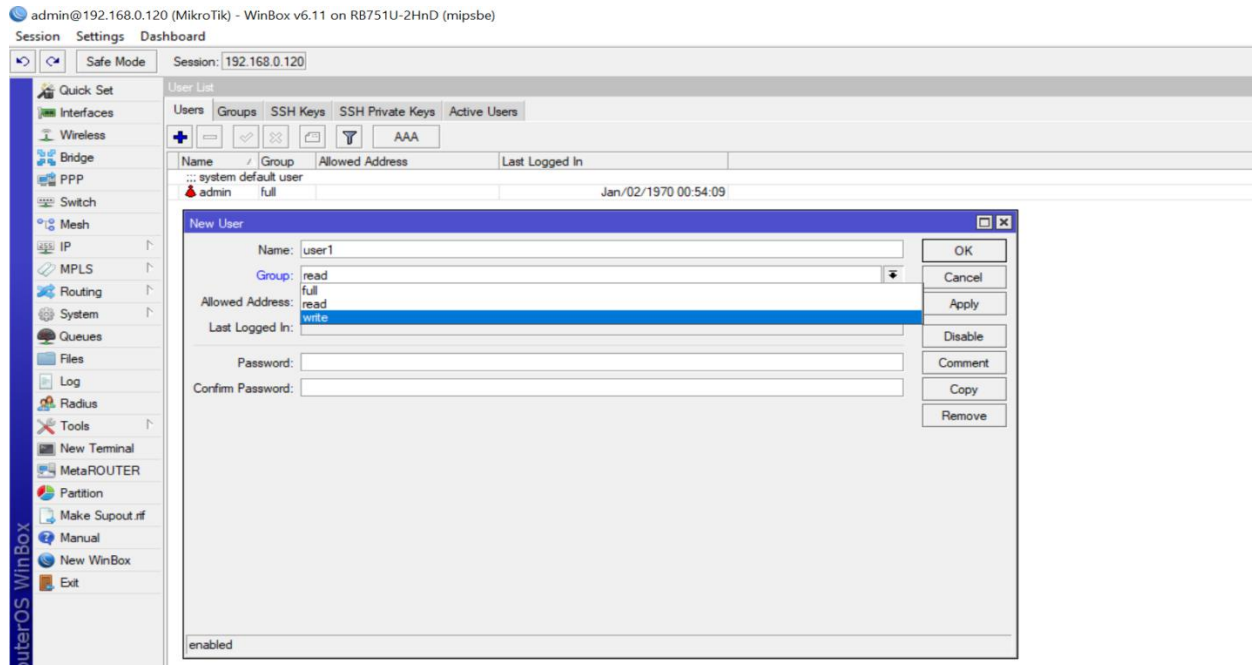 admin@192.168.0.120 (MikroTik) - WinBox v6.11 on RB751U-2HnD (mipsbe)
Session Settings Dashboard
Safe Mode Session: 192.168.0.120
Quick Set
Interfaces
Wireless
Bridge
PPP
Switch
Mesh
IP
MPLS
Routing
System
Queues
Files
Log
Radius
Tools
New Terminal
MetaROUTER
Partition
Make Supout.rif
Manual
New WinBox
Exit
uterOS WinBox
User List
Users Groups SSH Keys SSH Private Keys Active Users
AAA
Name / Group Allowed Address Last Logged In
::: system default user
admin full Jan/02/1970 00:54:09
New User
Name: user1
Group: read
full
Allowed Address: read
write
Last Logged In:
Password:
Confirm Password:
OK
Cancel
Apply
Disable
Comment
Copy
Remove
enabled